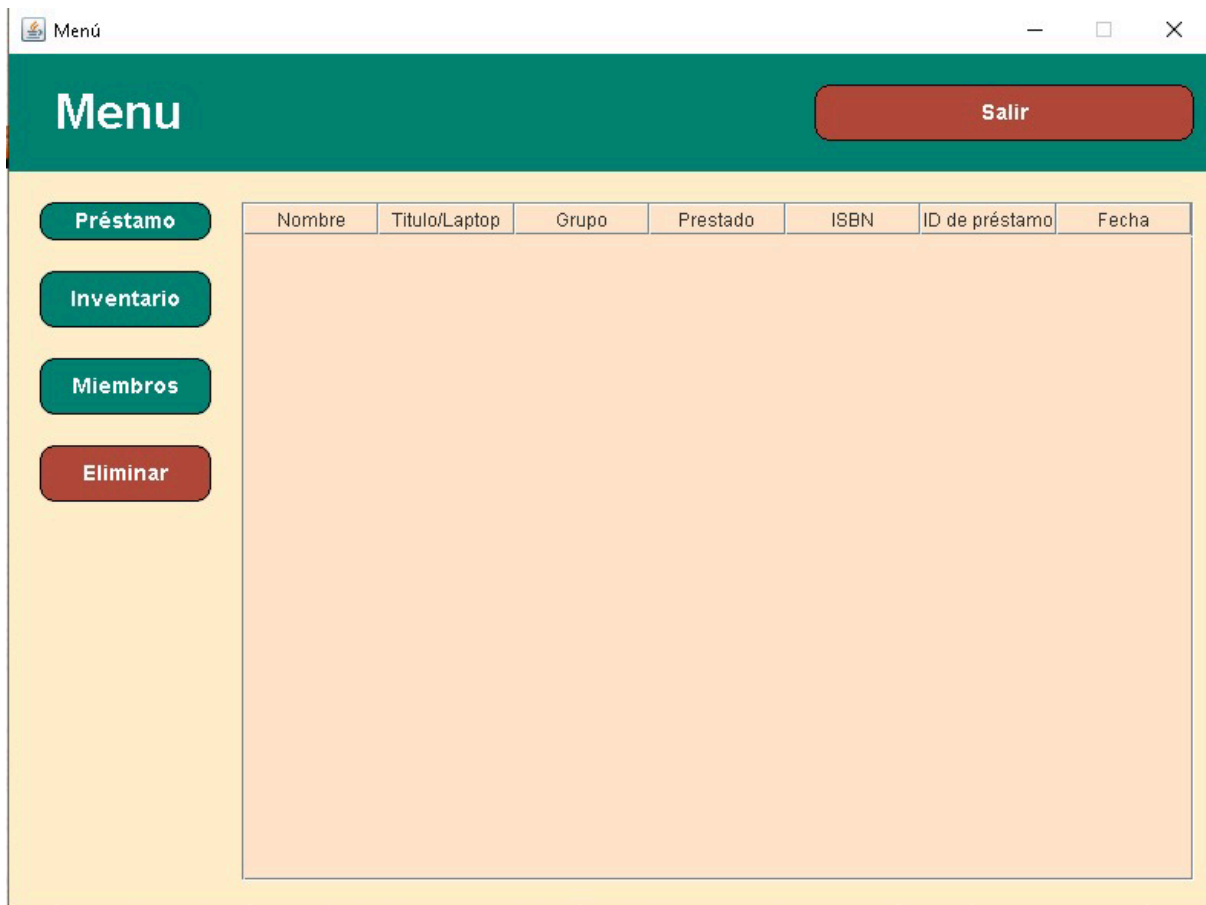 Menú
Menu
Salir
Préstamo
Nombre Titulo/Laptop Grupo Prestado ISBN ID de préstamo Fecha
Inventario
Miembros
Eliminar